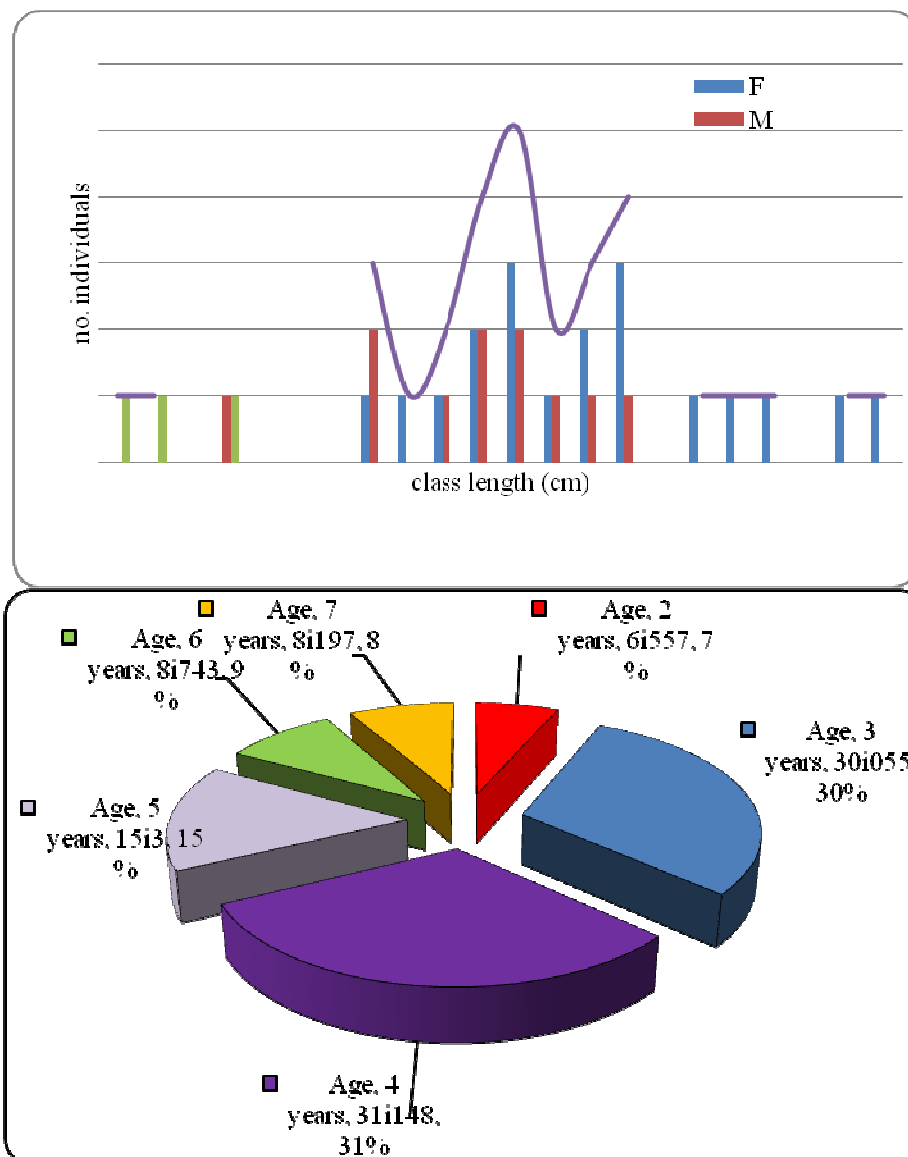 F
M
no. individuals
class length (cm)
Age, 7
years, 8i197, 8
%
Age, 2
years, 6i557, 7
%
Age, 6
years, 8i743, 9
%
Age, 3
years, 30i055
30%
Age, 5
years, 15i3, 15
%
Age, 4
years, 31i148,
31%